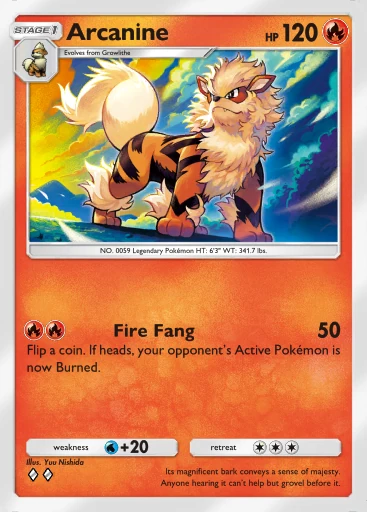 STAGE 1 Arcanine HP 120
Evolves from Growlithe
NO. 0059 Legendary Pokémon HT: 6'3" WT: 341.7 lbs.
Fire Fang 50
Flip a coin. If heads, your opponent's Active Pokémon is
now Burned.
weakness +20 retreat
Illus. Yuu Nishida
Its magnificent bark conveys a sense of majesty.
Anyone hearing it can't help but grovel before it.